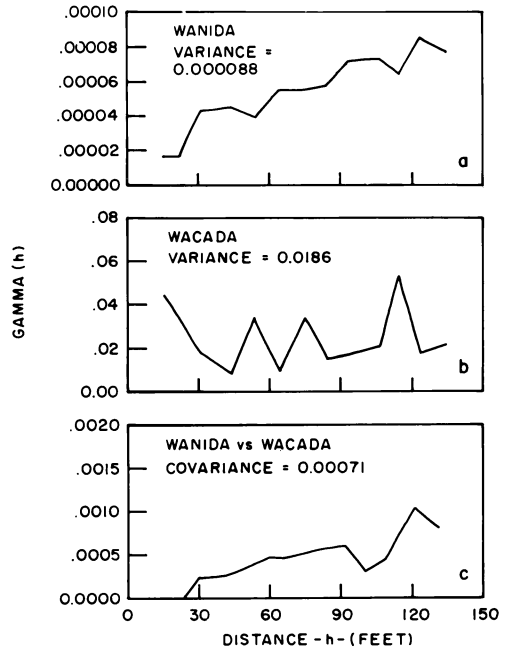 .00010
.00008
.00006
.00004
.00002
0.00000
WANIDA
VARIANCE =
0.000088
a
.08
.06
.04
.02
0.00
WACADA
VARIANCE = 0.0186
b
GAMMA (h)
.0020
.0015
.0010
.0005
0.0000
WANIDA vs WACADA
COVARIANCE = 0.00071
c
0 30 60 90 120 150
DISTANCE -h- (FEET)